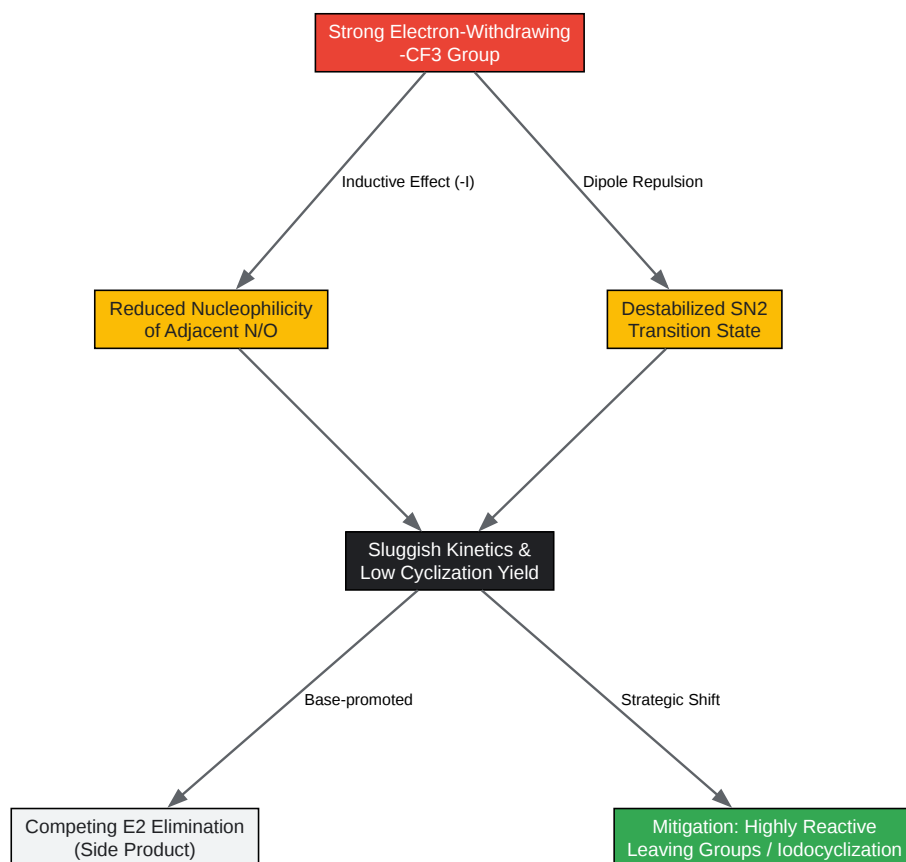 Strong Electron-Withdrawing
-CF3 Group
Inductive Effect (-I)
Dipole Repulsion
Reduced Nucleophilicity
of Adjacent N/O
Destabilized SN2
Transition State
Sluggish Kinetics &
Low Cyclization Yield
Base-promoted
Strategic Shift
Competing E2 Elimination
(Side Product)
Mitigation: Highly Reactive
Leaving Groups / Iodocyclization